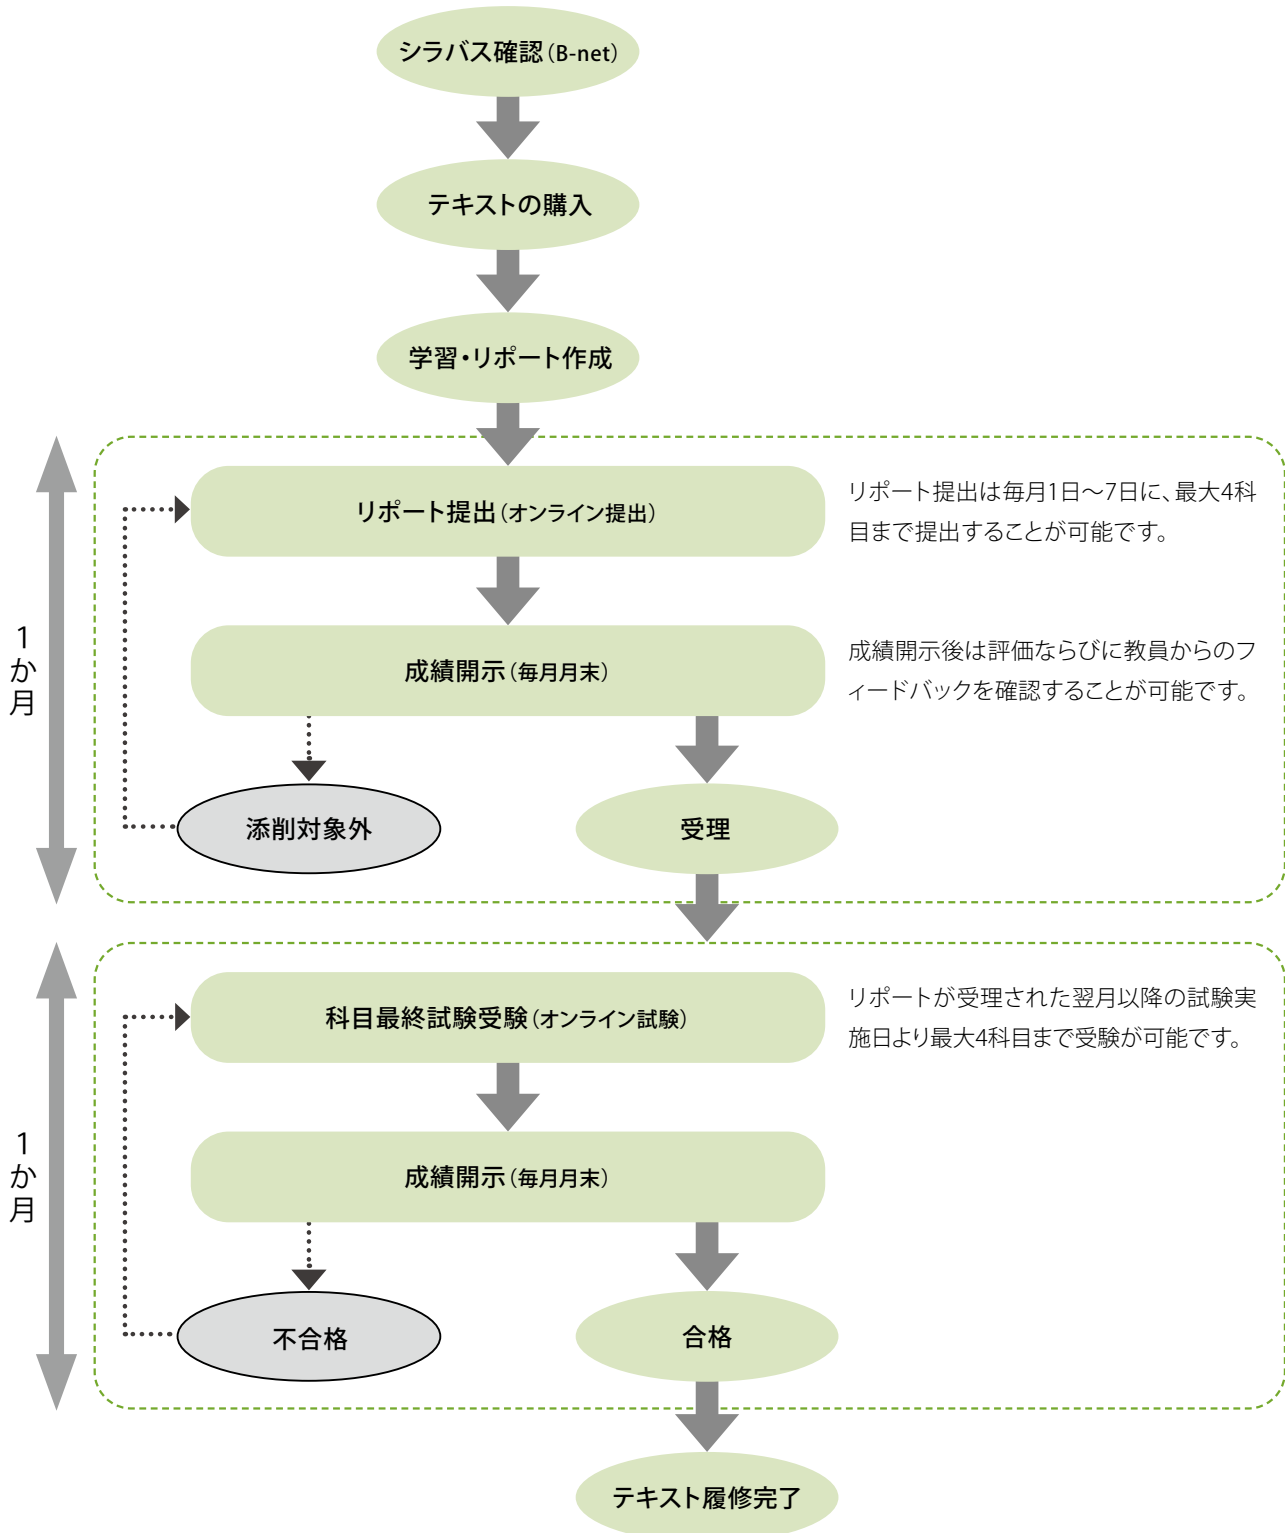 シラバス確認（B-net）
テキストの購入
学習・リポート作成
1か月
リポート提出（オンライン提出）
リポート提出は毎月1日〜7日に、最大4科
目まで提出することが可能です。
成績開示（毎月月末）
成績開示後は評価ならびに教員からのフ
ィードバックを確認することが可能です。
添削対象外
受理
1か月
科目最終試験受験（オンライン試験）
リポートが受理された翌月以降の試験実
施日より最大4科目まで受験が可能です。
成績開示（毎月月末）
不合格
合格
テキスト履修完了